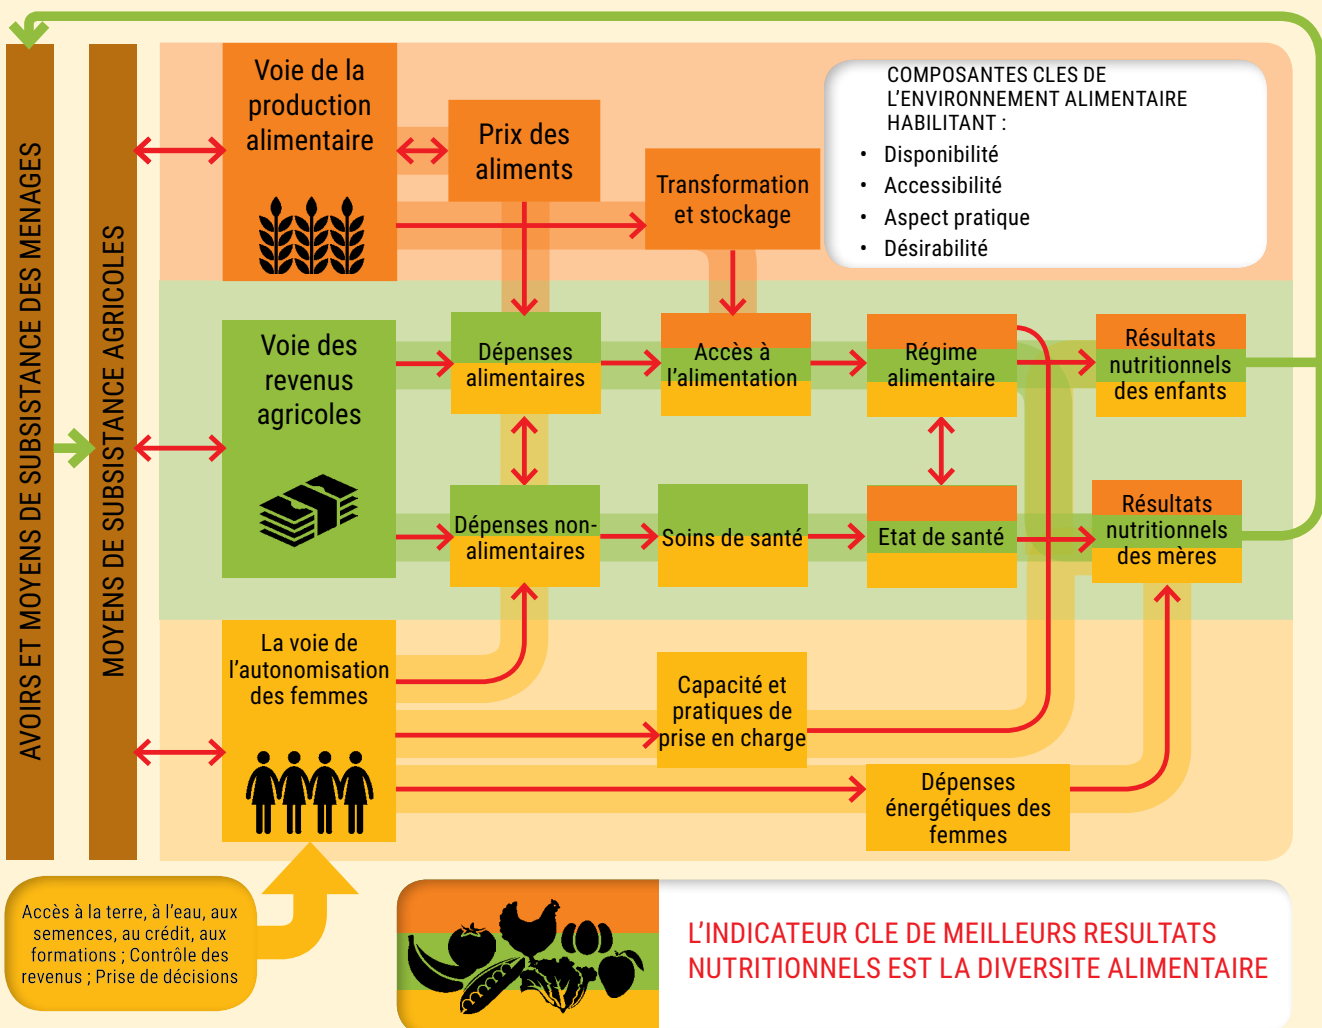 AVOIRS ET MOYENS DE SUBSISTANCE DES MENAGES
MOYENS DE SUBSISTANCE AGRICOLES
Voie de la
production
alimentaire
Prix des
aliments
Transformation
et stockage
COMPOSANTES CLES DE
L'ENVIRONNEMENT ALIMENTAIRE
HABILITANT :
• Disponibilité
• Accessibilité
• Aspect pratique
• Désirabilité
Voie des
revenus
agricoles
Dépenses
alimentaires
Accès à
l'alimentation
Régime
alimentaire
Résultats
nutritionnels
des enfants
Dépenses non-
alimentaires
Soins de santé
Etat de santé
Résultats
nutritionnels
des mères
La voie de
l'autonomisation
des femmes
Capacité et
pratiques de
prise en charge
Dépenses
énergétiques des
femmes
Accès à la terre, à l'eau, aux
semences, au crédit, aux
formations ; Contrôle des
revenus ; Prise de décisions
L'INDICATEUR CLE DE MEILLEURS RESULTATS
NUTRITIONNELS EST LA DIVERSITE ALIMENTAIRE